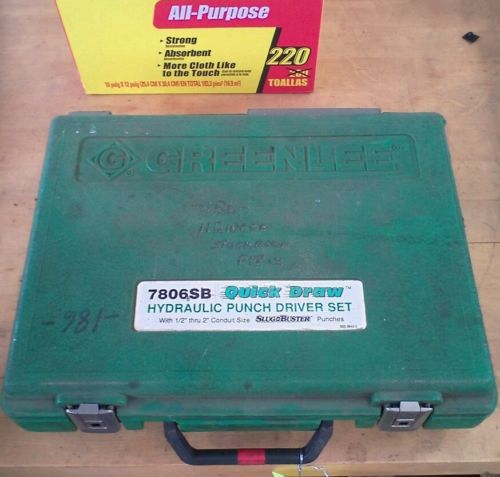 All-Purpose
Strong
Absorbent
More Cloth Like
to the Touch
220
TOALLAS
G
GREENLEE
-981-
7806SB Quick Draw™
HYDRAULIC PUNCH DRIVER SET
With 1/2" thru 2" Conduit Size SLUGBUSTER® Punches